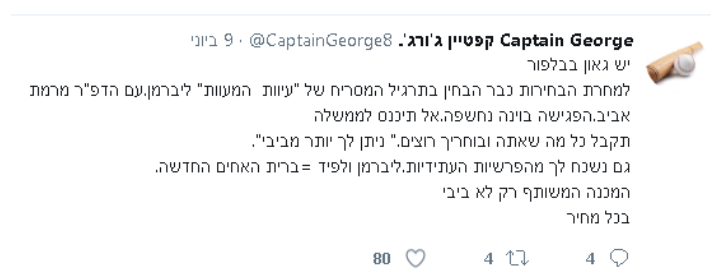 Captain George קפטיין ג'ורג'. @CaptainGeorge8 · 9 ביוני
יש גאון בבלפור
למחרת הבחירות כבר הבחין בתרגיל המסריח של "עיוות המעוות" ליברמן.עם הדפ"ר מרמת
אביב.הפגישה בוינה נחשפה.אל תיכנס לממשלה
תקבל כל מה שאתה ובוחריך רוצים." ניתן לך יותר מביבי".
גם נשכח לך מהפרשיות העתידיות.ליברמן ולפיד =ברית האחים החדשה.
המכנה המשותף רק לא ביבי
בכל מחיר
4 4 80